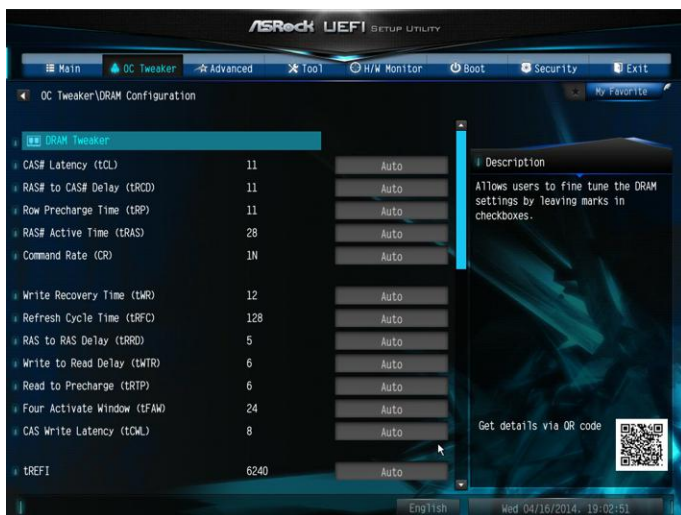 ASRock UEFI SETUP UTILITY
Main OC Tweaker Advanced Tool H/W Monitor Boot Security Exit
OC Tweaker\DRAM Configuration
My Favorite
DRAM Tweaker
CAS# Latency (tCL) 11 Auto
RAS# to CAS# Delay (tRCD) 11 Auto
Row Precharge Time (tRP) 11 Auto
RAS# Active Time (tRAS) 28 Auto
Command Rate (CR) 1N Auto
Write Recovery Time (tWR) 12 Auto
Refresh Cycle Time (tRFC) 128 Auto
RAS to RAS Delay (tRRD) 5 Auto
Write to Read Delay (tWTR) 6 Auto
Read to Precharge (tRTP) 6 Auto
Four Activate Window (tFAW) 24 Auto
CAS Write Latency (tCWL) 8 Auto
tREFI 6240 Auto
Description
Allows users to fine tune the DRAM
settings by leaving marks in
checkboxes.
Get details via QR code
English
Wed 04/16/2014, 19:02:51